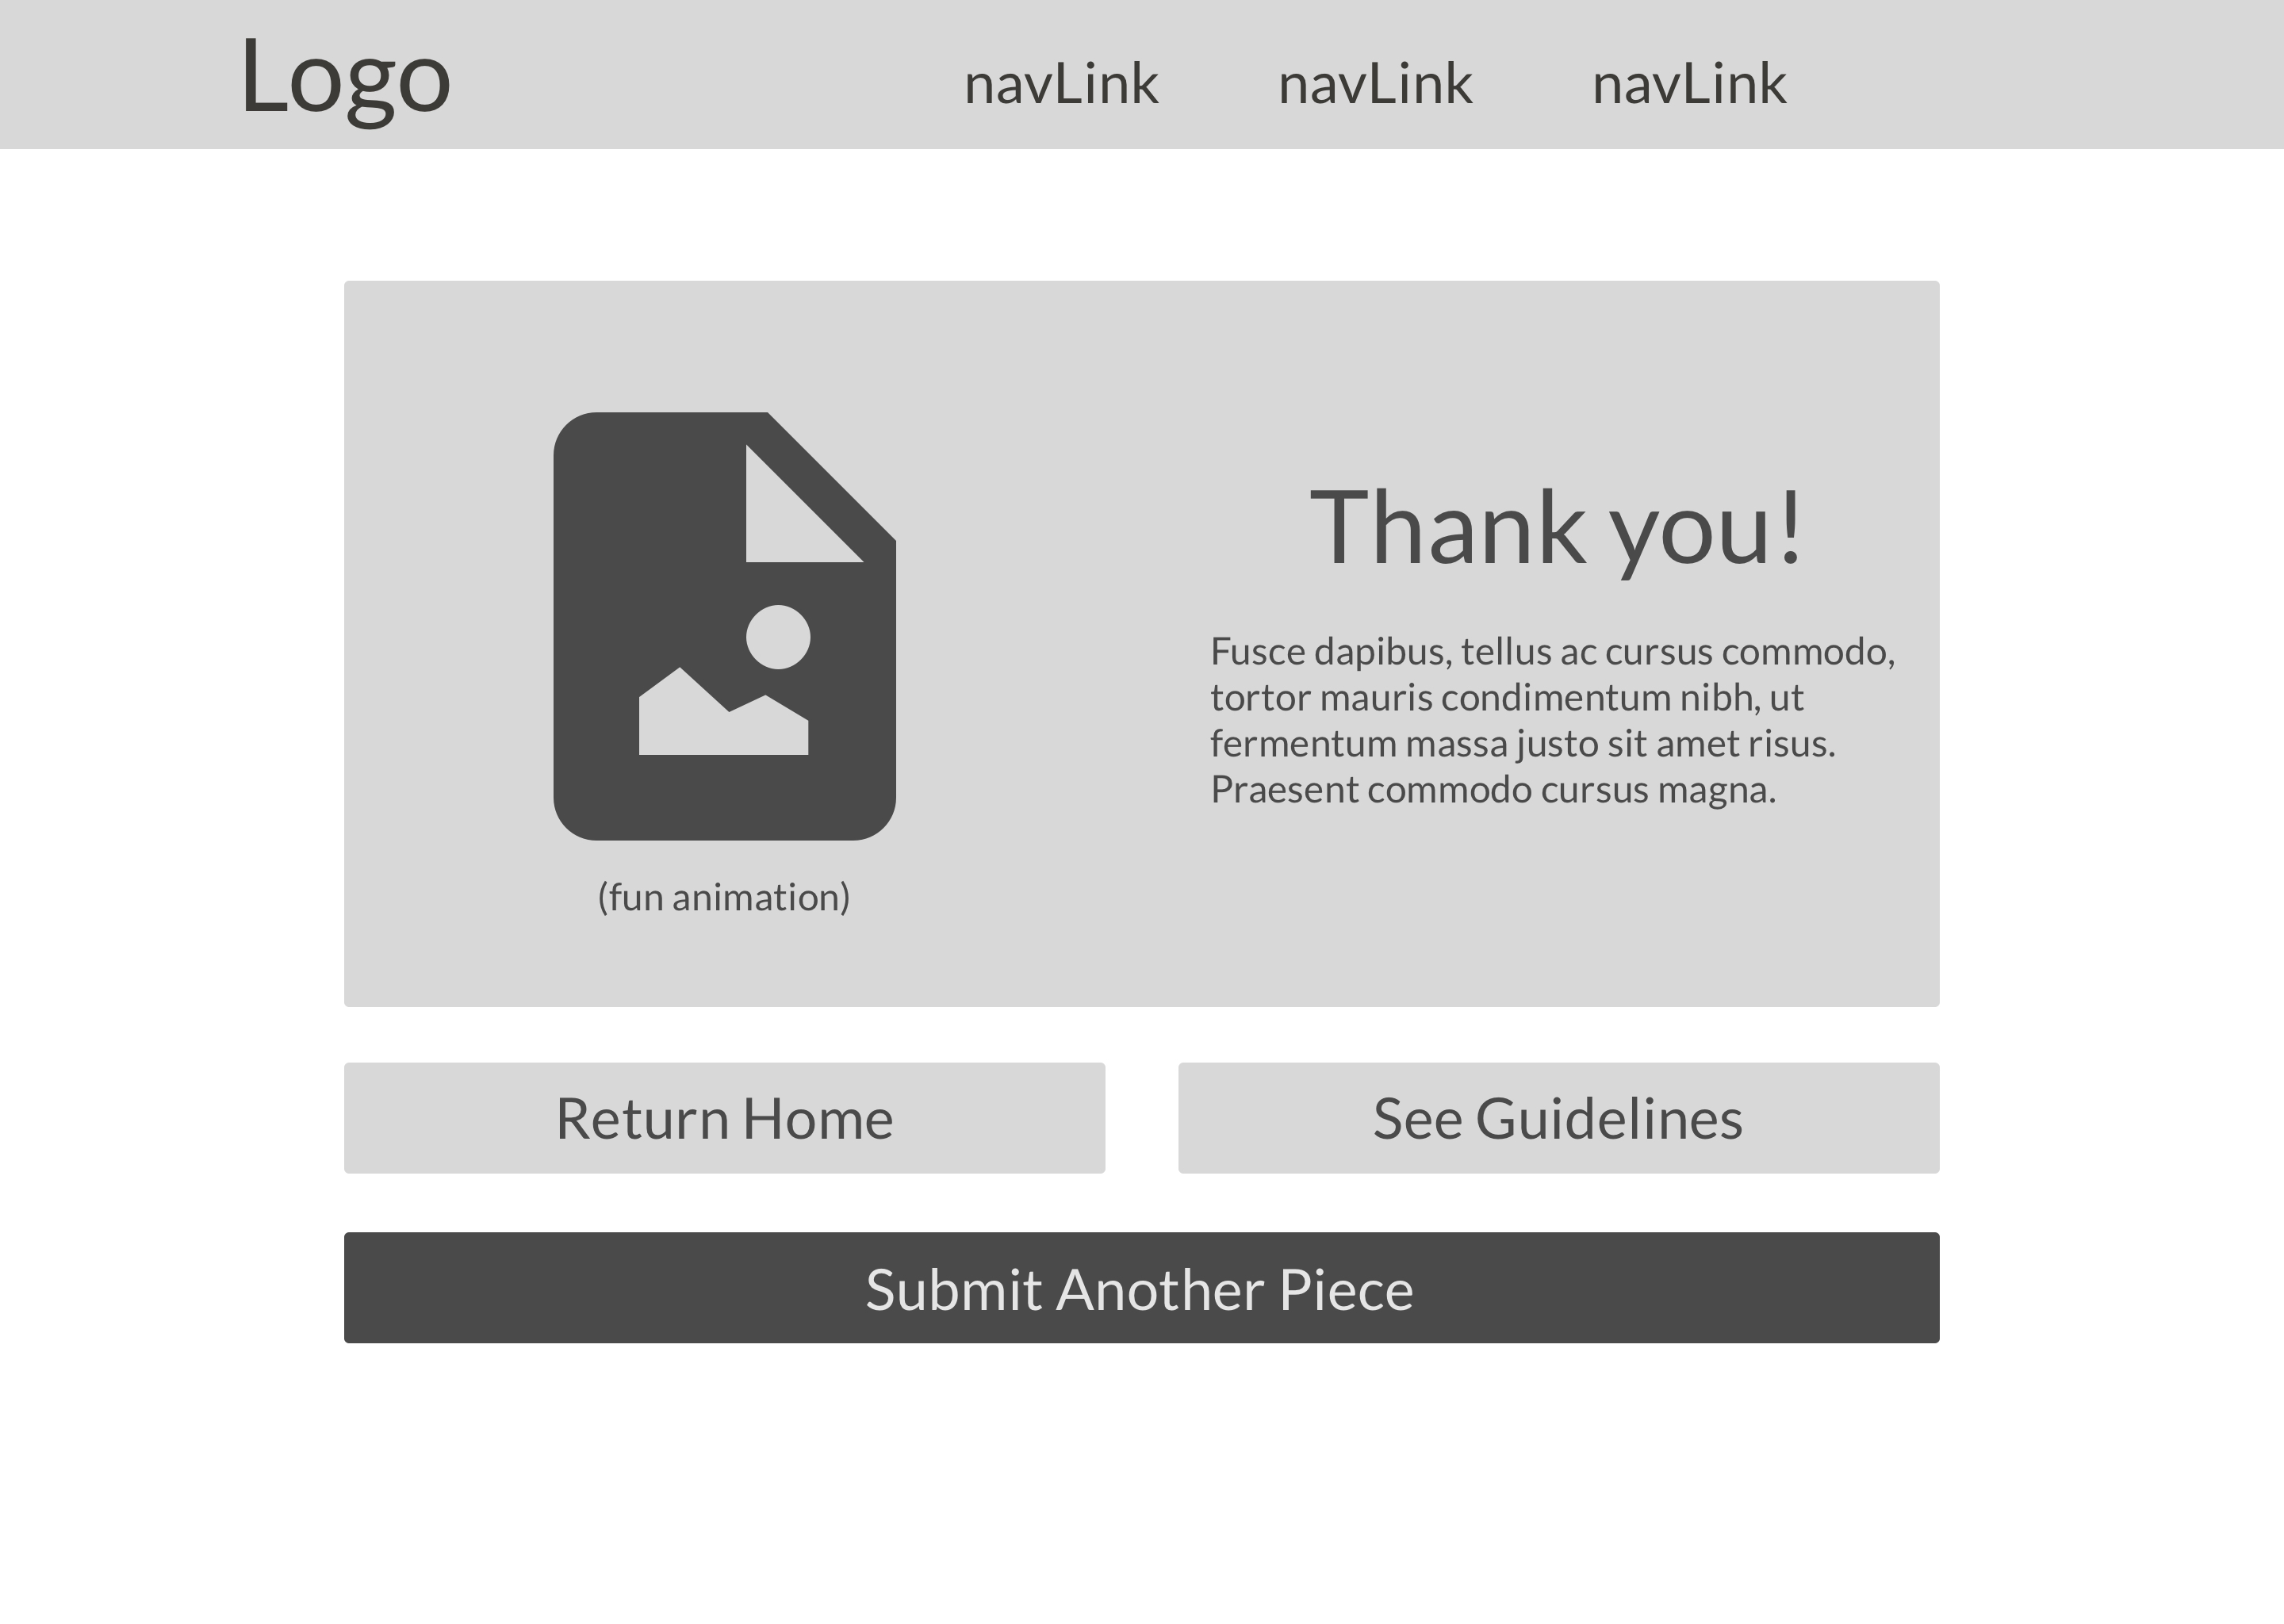 Logo
navLink navLink navLink
Thank you!
Fusce dapibus, tellus ac cursus commodo,
tortor mauris condimentum nibh, ut
fermentum massa justo sit amet risus.
Praesent commodo cursus magna.
(fun animation)
Return Home
See Guidelines
Submit Another Piece